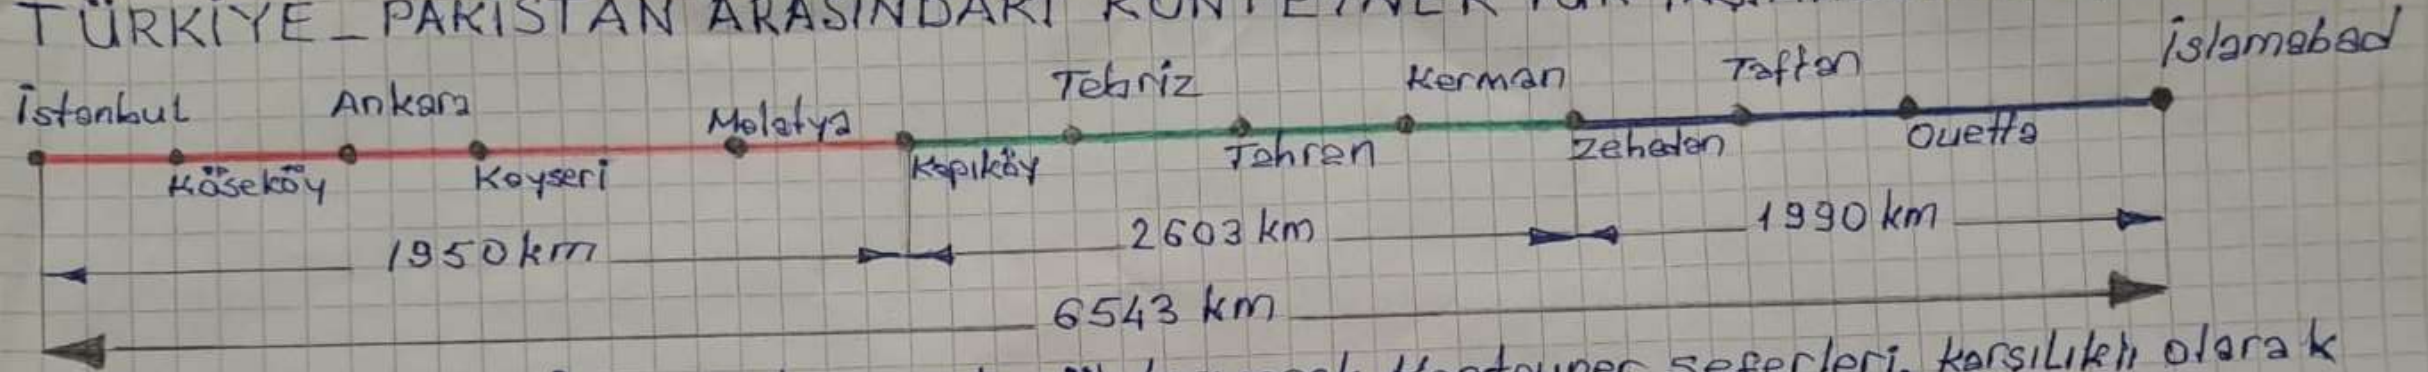 TÜRKİYE_PAKİSTAN ARASINDAKİ
İslamabad
Tebriz Kerman Taftan
İstanbul Ankara Malatya
Köseköy Kayseri Kapıköy Tahran Zehedan Quetta
1950 km 2603 km 1990 km
6543 km
seferleri, karşılıklı olarak